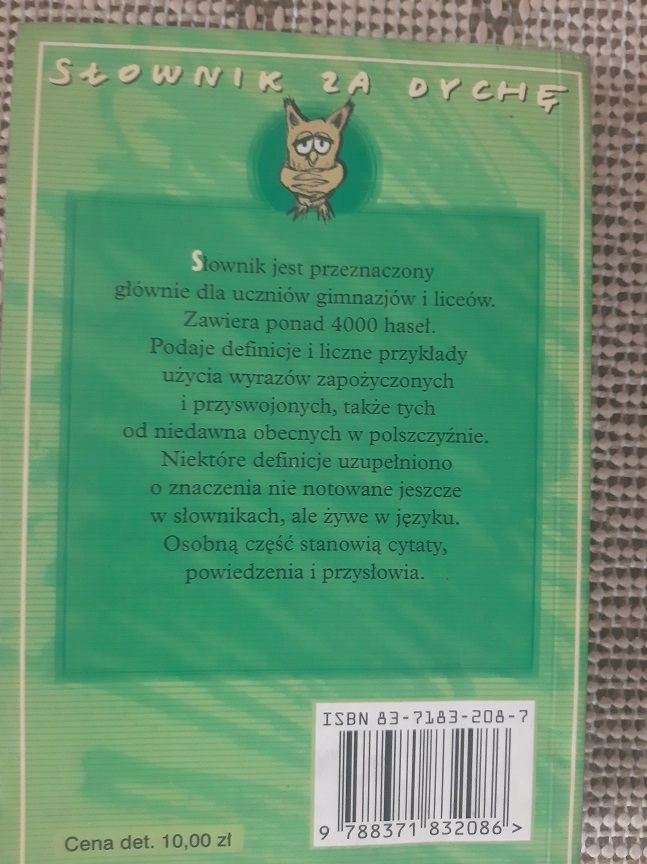 SŁOWNIK ZA DYCHĘ
Słownik jest przeznaczony
głównie dla uczniów gimnazjów i liceów.
Zawiera ponad 4000 haseł.
Podaje definicje i liczne przykłady
użycia wyrazów zapożyczonych
i przyswojonych, także tych
od niedawna obecnych w polszczyźnie.
Niektóre definicje uzupełniono
o znaczenia nie notowane jeszcze
w słownikach, ale żywe w języku.
Osobną część stanowią cytaty,
powiedzenia i przysłowia.
ISBN 83-7183-208-7
9 788371 832086 >
Cena det. 10,00 zł